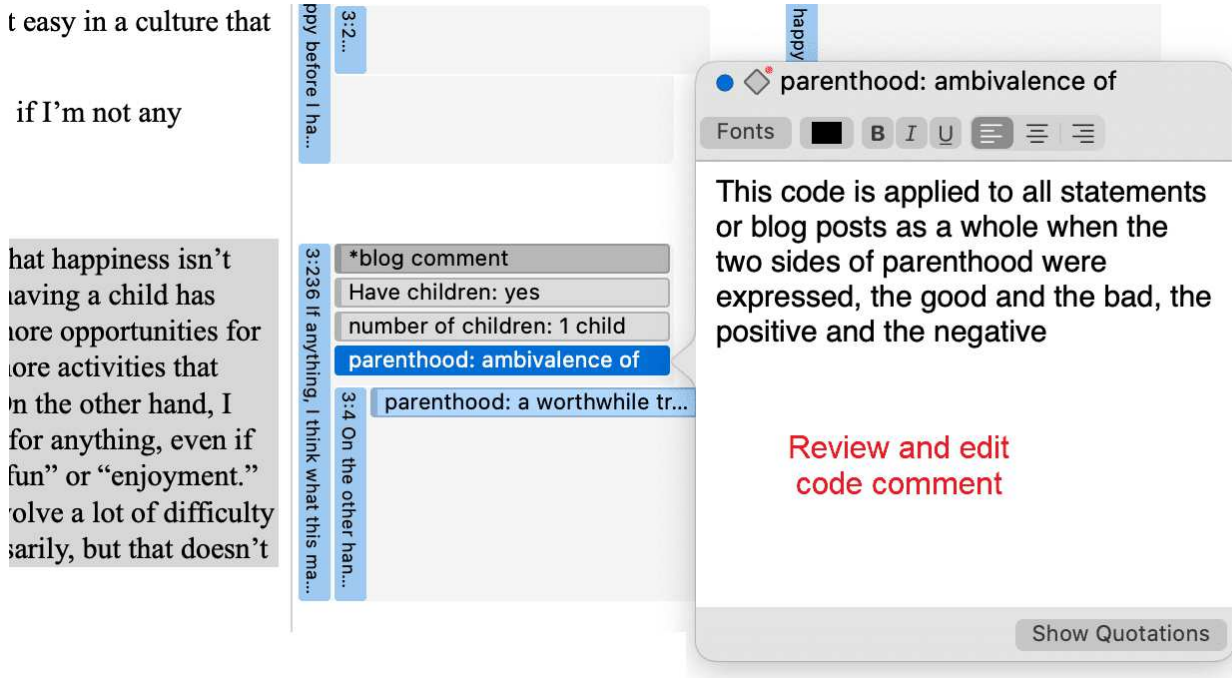 t easy in a culture that
if I'm not any
hat happiness isn't
aving a child has
ore opportunities for
ore activities that
n the other hand, I
for anything, even if
fun" or "enjoyment."
olve a lot of difficulty
sarily, but that doesn't
ppy before I ha...
3:2...
happy
3:236 If anything, I think what this ma...
*blog comment
Have children: yes
number of children: 1 child
parenthood: ambivalence of
3:4 On the other han...
parenthood: a worthwhile tr...
parenthood: ambivalence of
Fonts
B I U
This code is applied to all statements
or blog posts as a whole when the
two sides of parenthood were
expressed, the good and the bad, the
positive and the negative
Review and edit
code comment
Show Quotations